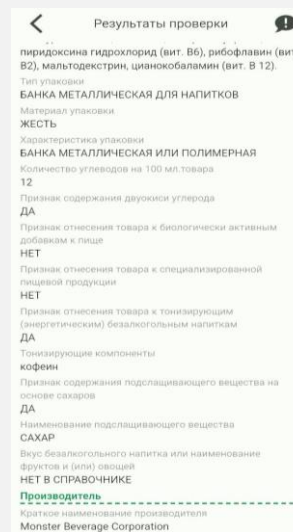 Результаты проверки
пиридоксина гидрохлорид (вит. В6), рибофлавин (вит
В2), мальтодекстрин, цианокобаламин (вит. В 12).
Тип упаковки
БАНКА МЕТАЛЛИЧЕСКАЯ ДЛЯ НАПИТКОВ
Материал упаковки
ЖЕСТЬ
Характеристика упаковки
БАНКА МЕТАЛЛИЧЕСКАЯ ИЛИ ПОЛИМЕРНАЯ
Количество углеводов на 100 мл.товара
12
Признак содержания двуокиси углерода
ДА
Признак отнесения товара к биологически активным
добавкам к пище
НЕТ
Признак отнесения товара к специализированной
пищевой продукции
НЕТ
Признак отнесения товара к тонизирующим
(энергетическим) безалкогольным напиткам
ДА
Тонизирующие компоненты
кофеин
Признак содержания подслащивающего вещества на
основе сахаров
ДА
Наименование подслащивающего вещества
САХАР
Вкус безалкогольного напитка или наименование
фруктов и (или) овощей
НЕТ В СПРАВОЧНИКЕ
Производитель
Краткое наименование производителя
Monster Beverage Corporation